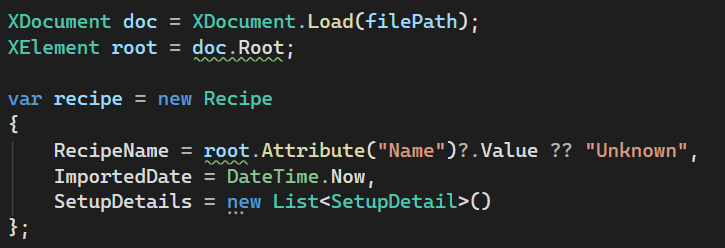 XDocument doc = XDocument.Load(filePath);
XElement root = doc.Root;
var recipe = new Recipe
{
RecipeName = root.Attribute("Name")?.Value ?? "Unknown",
ImportedDate = DateTime.Now,
SetupDetails = new List<SetupDetail>()
};